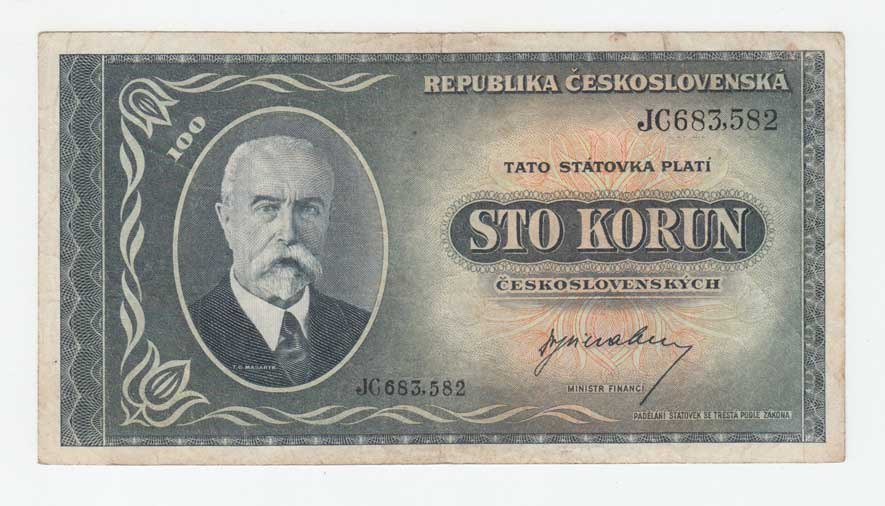 REPUBLIKA ČESKOSLOVENSKÁ
JC683,582
100
TATO STÁTOVKA PLATÍ
STO KORUN
ČESKOSLOVENSKÝCH
T. G. MASARYK
JC683,582
MINISTR FINANCÍ
PADĚLÁNÍ STÁTOVEK SE TRESTÁ PODLE ZÁKONA